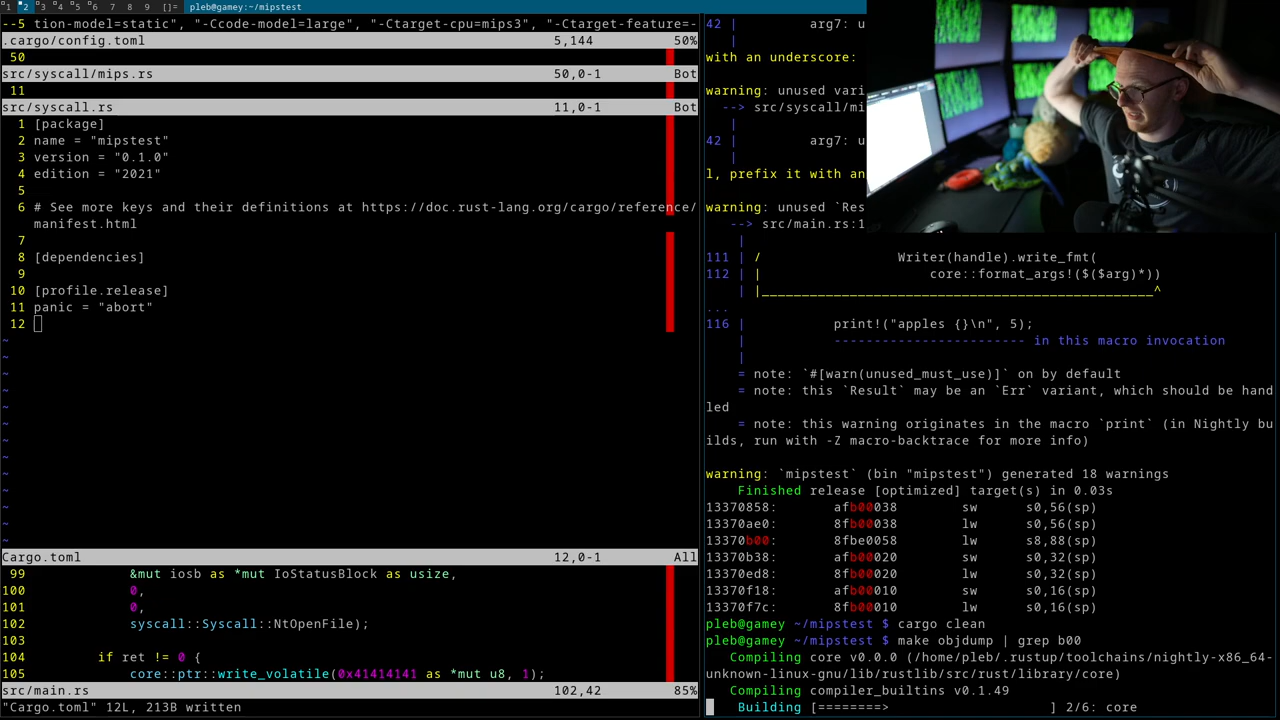 1 2 3 4 5 6 7 8 9 []= pleb@gamey:~/mipstest
--5 tion-model=static", "-Ccode-model=large", "-Ctarget-cpu=mips3", "-Ctarget-feature=-
.cargo/config.toml 5,144 50%
50
src/syscall/mips.rs 50,0-1 Bot
11
src/syscall.rs 11,0-1 Bot
1 [package]
2 name = "mipstest"
3 version = "0.1.0"
4 edition = "2021"
5
6 # See more keys and their definitions at https://doc.rust-lang.org/cargo/reference/
manifest.html
7
8 [dependencies]
9
10 [profile.release]
11 panic = "abort"
12
~
~
~
~
~
~
~
~
~
~
~
~
~
Cargo.toml 12,0-1 All
99 &mut iosb as *mut IoStatusBlock as usize,
100 0,
101 0,
102 syscall::Syscall::NtOpenFile);
103
104 if ret != 0 {
105 core::ptr::write_volatile(0x41414141 as *mut u8, 1);
src/main.rs 102,42 85%
"Cargo.toml" 12L, 213B written
42 | arg7: u
|
with an underscore:
warning: unused vari
--> src/syscall/mi
|
42 | arg7: u
|
l, prefix it with an
warning: unused `Res
--> src/main.rs:1
|
111 | / Writer(handle).write_fmt(
112 | | core::format_args!($($arg)*))
| |____________________________________________________^
...
116 | print!("apples {}\n", 5);
| ------------------------ in this macro invocation
|
= note: `#[warn(unused_must_use)]` on by default
= note: this `Result` may be an `Err` variant, which should be hand
led
= note: this warning originates in the macro `print` (in Nightly bu
ilds, run with -Z macro-backtrace for more info)
warning: `mipstest` (bin "mipstest") generated 18 warnings
Finished release [optimized] target(s) in 0.03s
13370858: afb00038 sw s0,56(sp)
13370ae0: 8fb00038 lw s0,56(sp)
13370b00: 8fbe0058 lw s8,88(sp)
13370b38: afb00020 sw s0,32(sp)
13370ed8: 8fb00020 lw s0,32(sp)
13370f18: afb00010 sw s0,16(sp)
13370f7c: 8fb00010 lw s0,16(sp)
pleb@gamey ~/mipstest $ cargo clean
pleb@gamey ~/mipstest $ make objdump | grep b00
Compiling core v0.0.0 (/home/pleb/.rustup/toolchains/nightly-x86_64-
unknown-linux-gnu/lib/rustlib/src/rust/library/core)
Compiling compiler_builtins v0.1.49
Building [========> ] 2/6: core